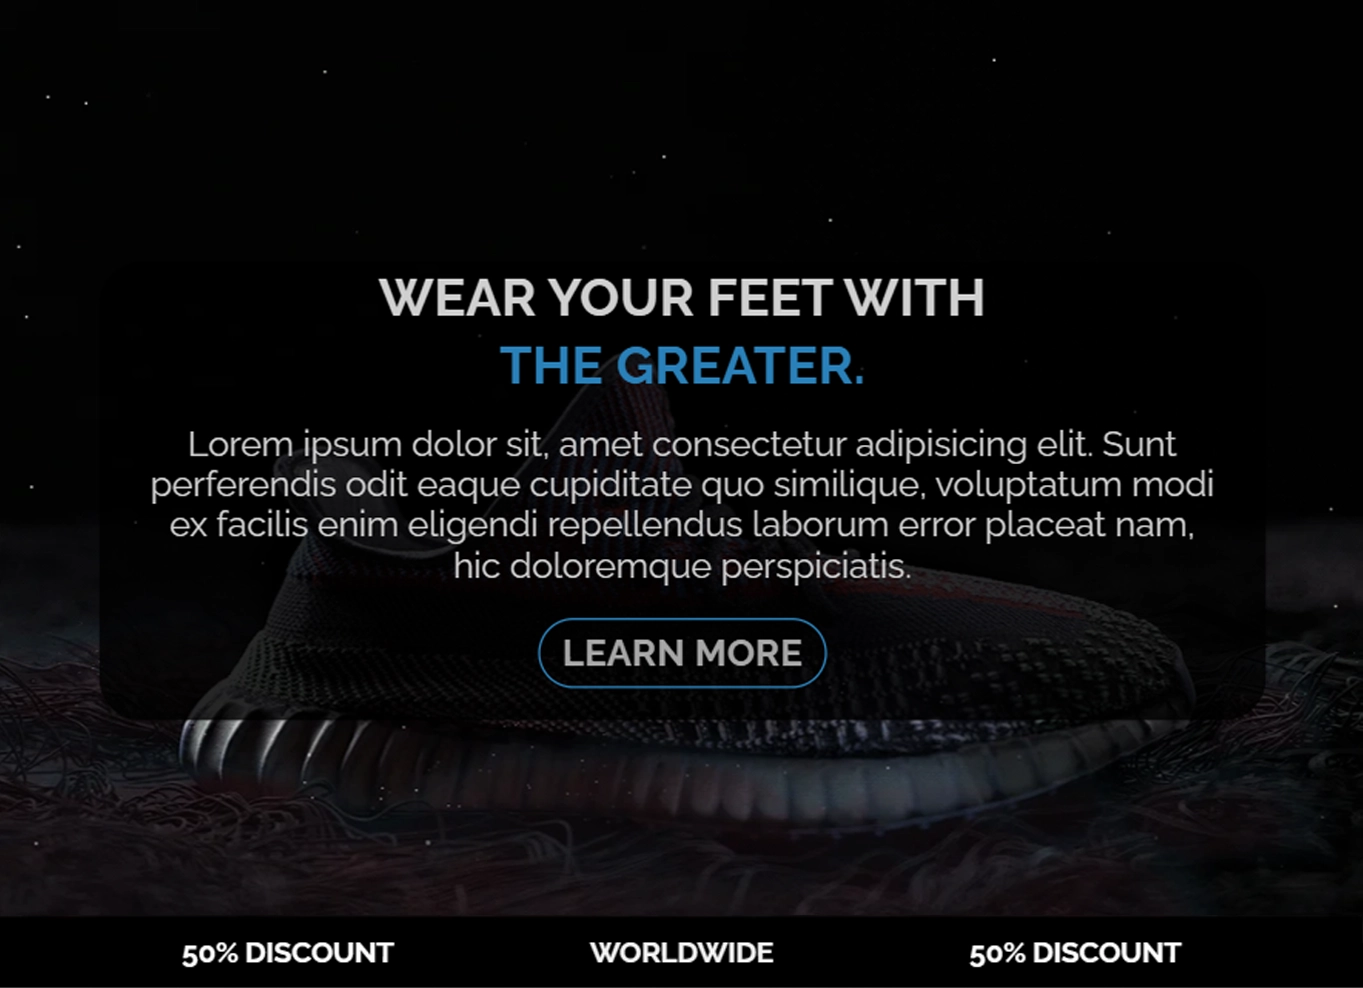 WEAR YOUR FEET WITH
THE GREATER.
Lorem ipsum dolor sit, amet consectetur adipisicing elit. Sunt
perferendis odit eaque cupiditate quo similique, voluptatum modi
ex facilis enim eligendi repellendus laborum error placeat nam,
hic doloremque perspiciatis.
LEARN MORE
50% DISCOUNT WORLDWIDE 50% DISCOUNT